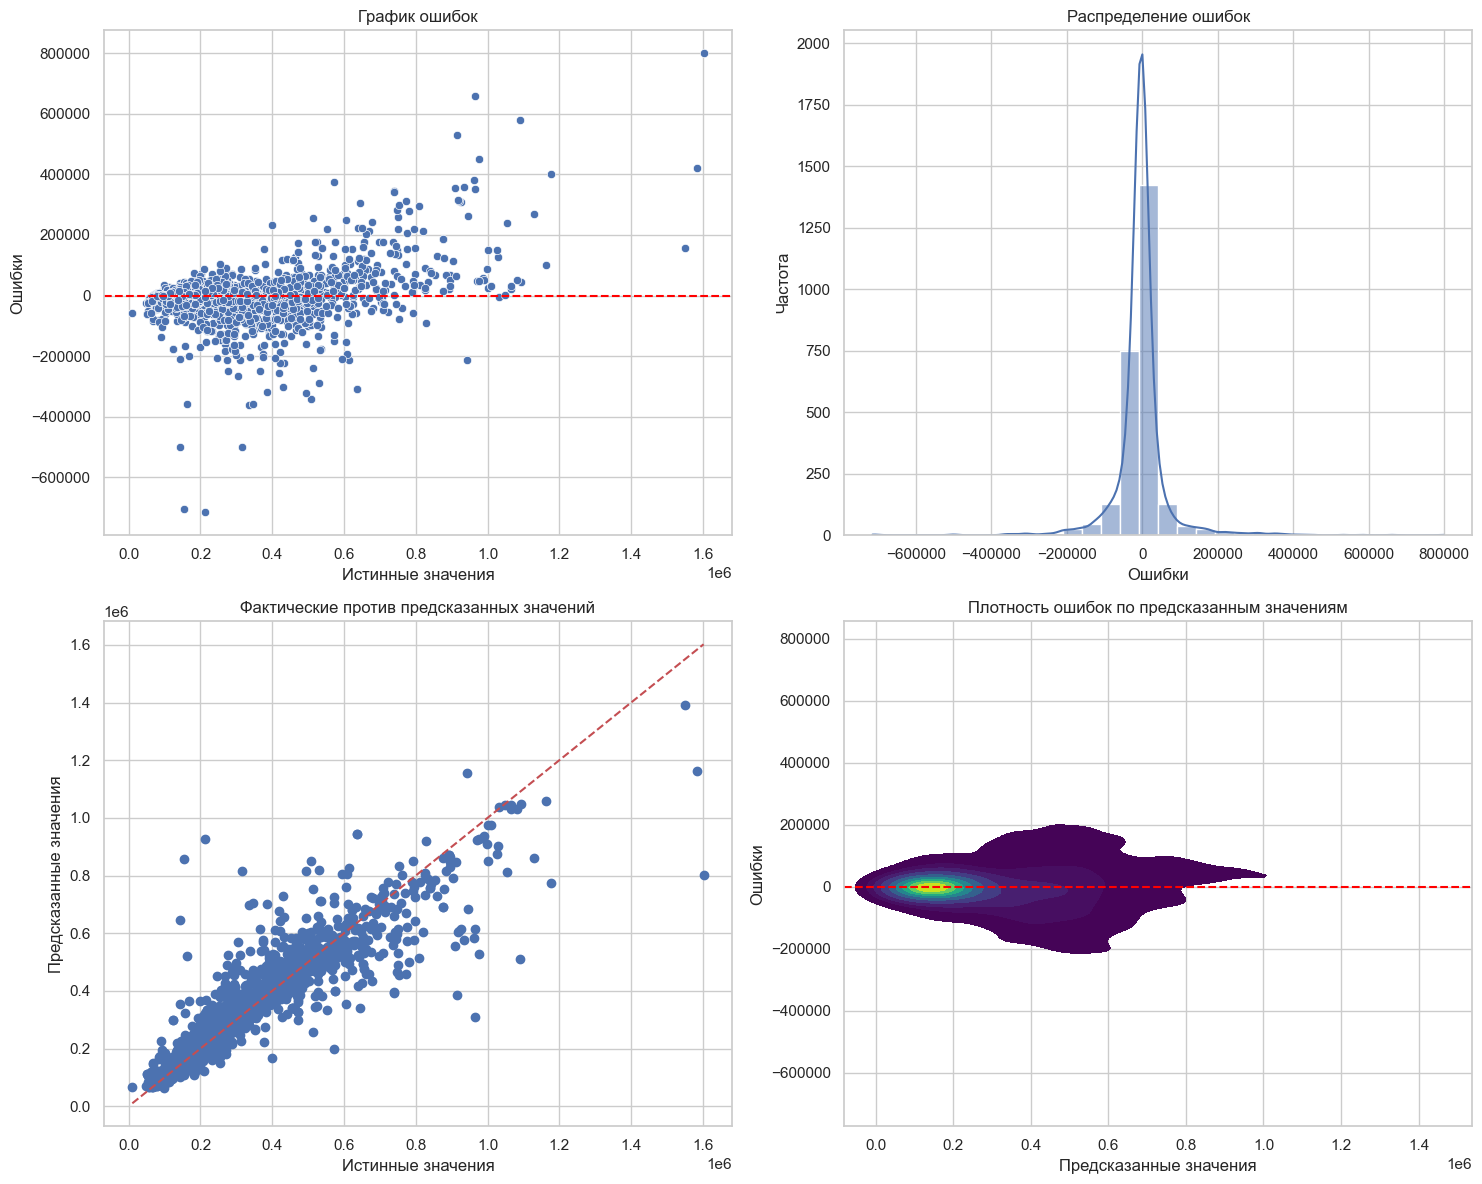 График ошибок
Ошибки
800000
600000
400000
200000
0
−200000
−400000
−600000
0.0 0.2 0.4 0.6 0.8 1.0 1.2 1.4 1.6
1e6
Истинные значения
Распределение ошибок
Частота
2000
1750
1500
1250
1000
750
500
250
0
−600000 −400000 −200000 0 200000 400000 600000 800000
Ошибки
Фактические против предсказанных значений
1e6
Предсказанные значения
1.6
1.4
1.2
1.0
0.8
0.6
0.4
0.2
0.0
0.0 0.2 0.4 0.6 0.8 1.0 1.2 1.4 1.6
1e6
Истинные значения
Плотность ошибок по предсказанным значениям
Ошибки
800000
600000
400000
200000
0
−200000
−400000
−600000
0.0 0.2 0.4 0.6 0.8 1.0 1.2 1.4
1e6
Предсказанные значения